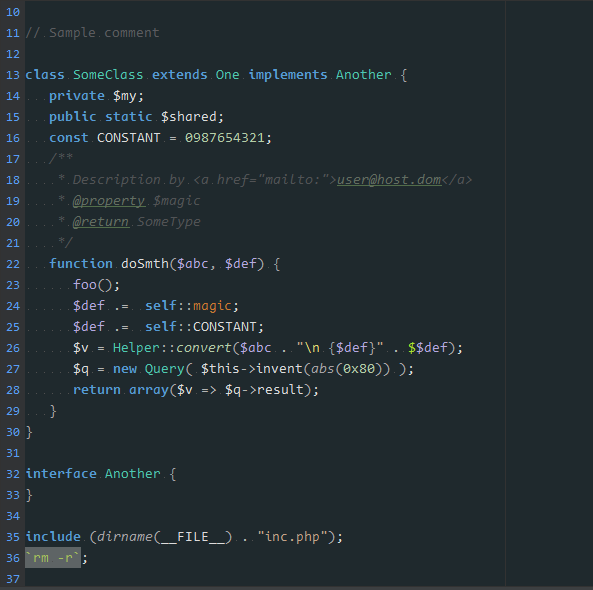 10
11 // Sample comment
12
13 class SomeClass extends One implements Another {
14    private $my;
15    public static $shared;
16    const CONSTANT = 0987654321;
17    /**
18     * Description by <a href="mailto:">user@host.dom</a>
19     * @property $magic
20     * @return SomeType
21     */
22    function doSmth($abc, $def) {
23       foo();
24       $def .= self::magic;
25       $def .= self::CONSTANT;
26       $v = Helper::convert($abc . "\n {$def}" . $$def);
27       $q = new Query( $this->invent(abs(0x80)) );
28       return array($v => $q->result);
29    }
30 }
31
32 interface Another {
33 }
34
35 include (dirname(__FILE__) . "inc.php");
36 `rm -r`;
37